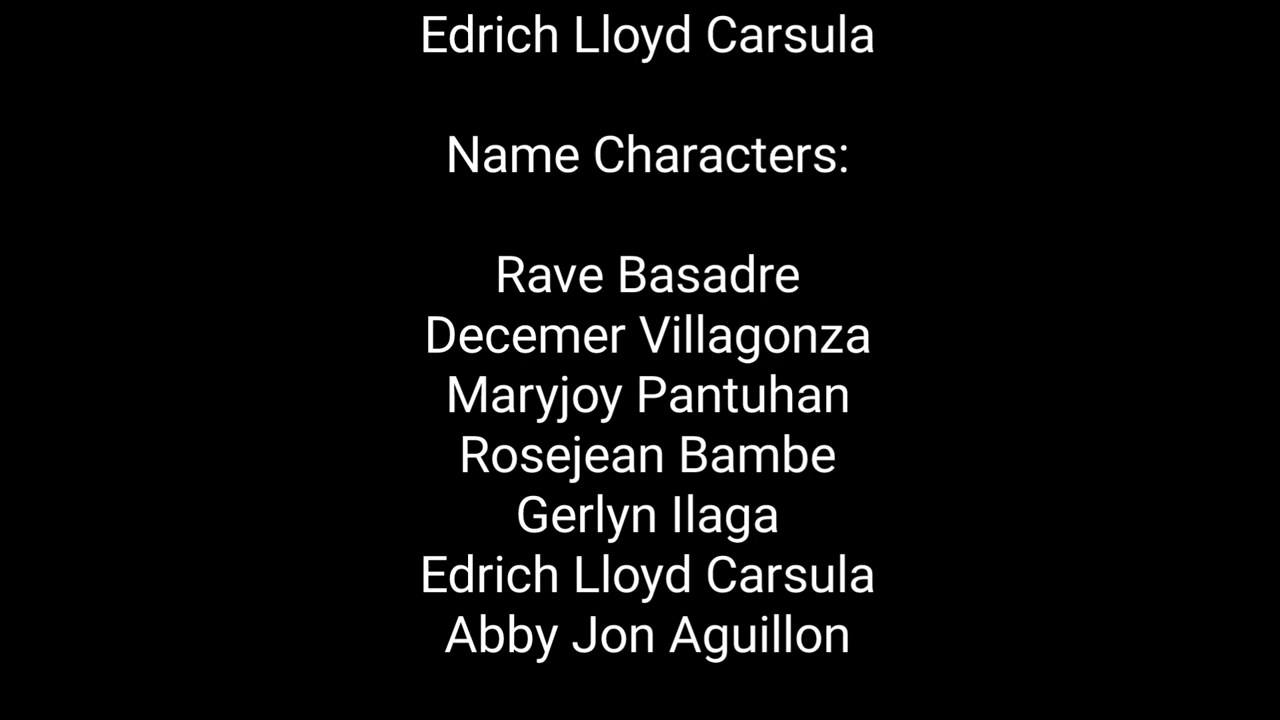 Edrich Lloyd Carsula
Name Characters:
Rave Basadre
Decemer Villagonza
Maryjoy Pantuhan
Rosejean Bambe
Gerlyn Ilaga
Edrich Lloyd Carsula
Abby Jon Aguillon